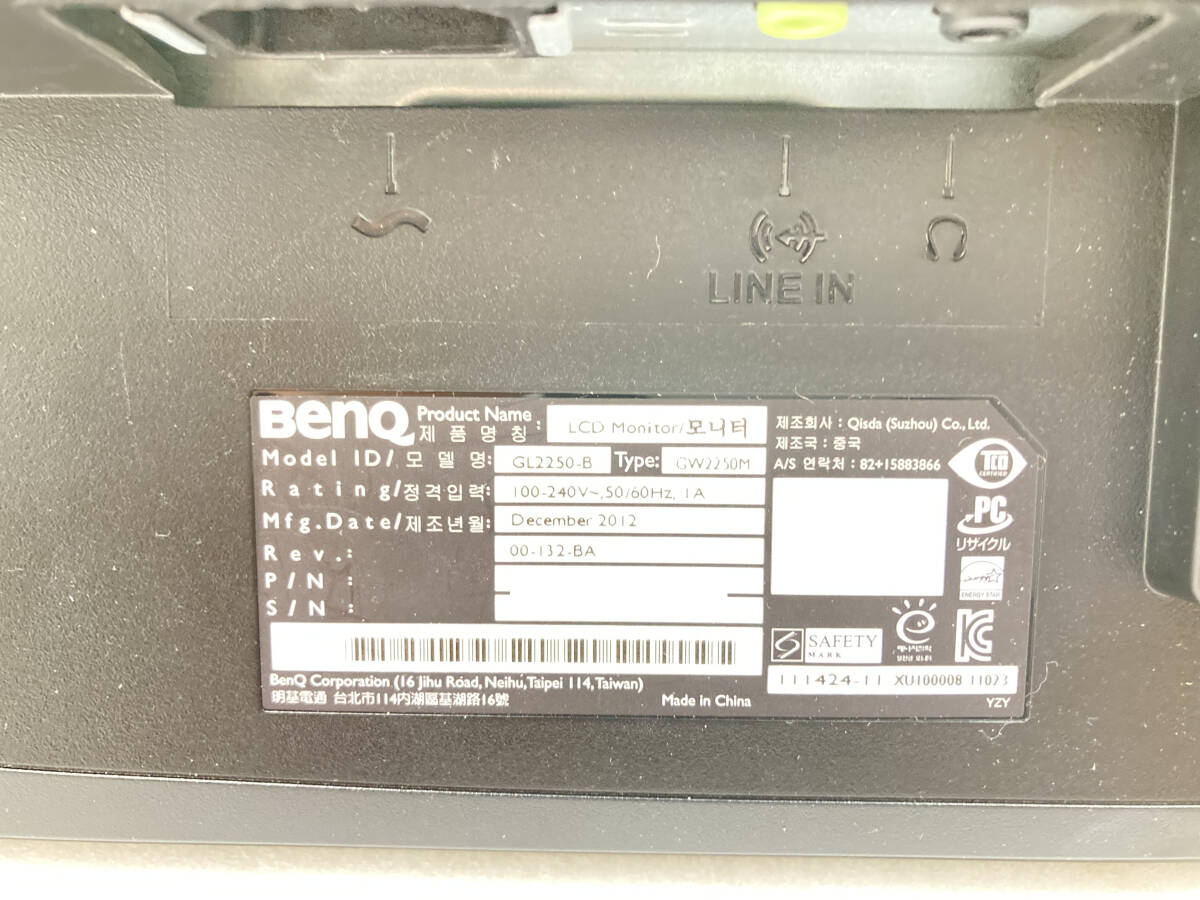 LINE IN
BenQ Product Name : LCD Monitor/모니터
제 품 명 칭
Model ID/모 델 명: GL2250-B Type: GW2250M
Rating/정격입력: 100-240V~,50/60Hz, 1A
Mfg.Date/제조년월: December 2012
Rev.: 00-132-BA
P/N :
S/N :
제조회사 : Qisda (Suzhou) Co., Ltd.
제조국 : 중국
A/S 연락처 : 82+15883866
TCO
CERTIFIED
PC
リサイクル
ENERGY STAR
SAFETY
MARK
e
KC
111424-11 XU100008 11023
BenQ Corporation (16 Jihu Road, Neihu,Taipei 114, Taiwan)
明基電通 台北市114內湖區基湖路16號
Made in China
YZY